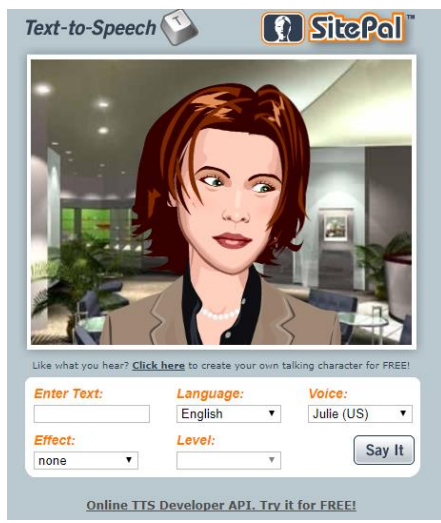 Text-to-Speech T SitePal™
Like what you hear? Click here to create your own talking character for FREE!
Enter Text: Language: Voice:
English Julie (US)
Effect: Level:
none Say It
Online TTS Developer API. Try it for FREE!